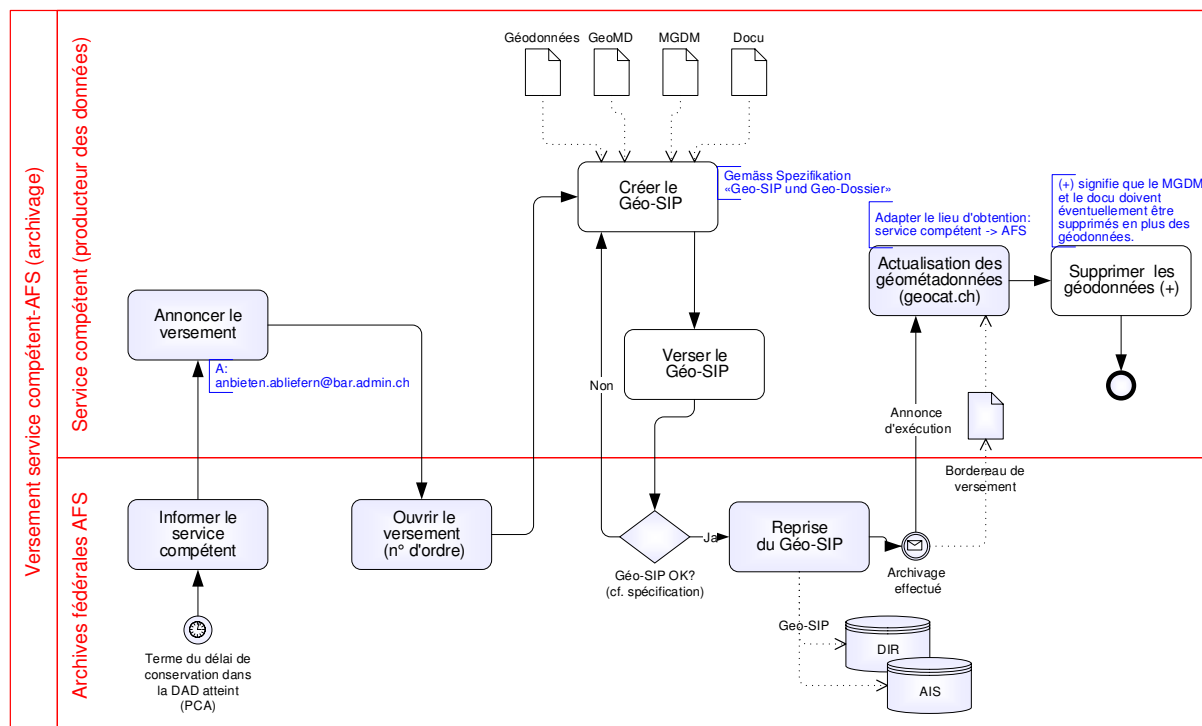 Versement service compétent-AFS (archivage)
Service compétent (producteur des données)
Géodonnées
GeoMD
MGDM
Docu
Créer le
Géo-SIP
Gemäss Spezifikation
«Geo-SIP und Geo-Dossier»
(+) signifie que le MGDM
et le docu doivent
éventuellement être
supprimés en plus des
géodonnées.
Adapter le lieu d'obtention:
service compétent -> AFS
Actualisation des
géométadonnées
(geocat.ch)
Supprimer les
géodonnées (+)
Annoncer le
versement
A:
anbieten.abliefern@bar.admin.ch
Verser le
Géo-SIP
Non
Annonce
d'exécution
Bordereau de
versement
Archives fédérales AFS
Informer le
service
compétent
Ouvrir le
versement
(n° d'ordre)
Ja
Reprise
du Géo-SIP
Géo-SIP OK?
(cf. spécification)
Archivage
effectué
Terme du délai de
conservation dans
la DAD atteint
(PCA)
Geo-SIP
DIR
AIS